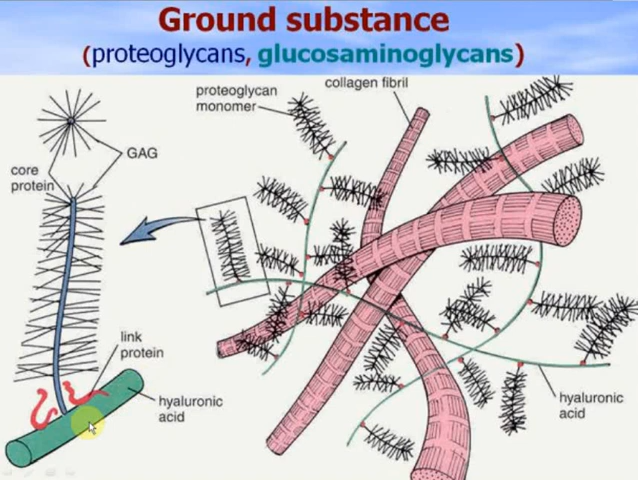 Ground substance
(proteoglycans, glucosaminoglycans)
proteoglycan
monomer
collagen fibril
GAG
core
protein
link
protein
hyaluronic
acid
hyaluronic
acid